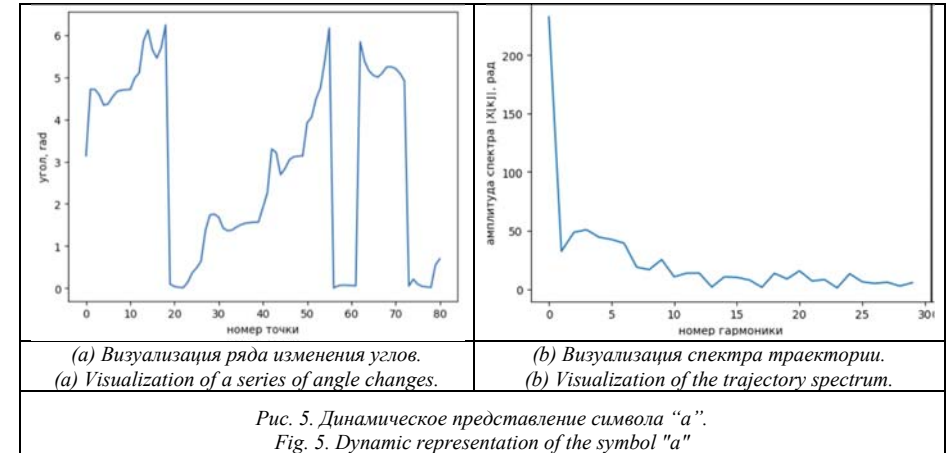 угол, rad
6
5
4
3
2
1
0
0 10 20 30 40 50 60 70 80
номер точки
амплитуда спектра |X[k]|, рад
200
150
100
50
0
0 5 10 15 20 25 30
номер гармоники
(a) Визуализация ряда изменения углов.
(a) Visualization of a series of angle changes.
(b) Визуализация спектра траектории.
(b) Visualization of the trajectory spectrum.
Рис. 5. Динамическое представление символа “а”.
Fig. 5. Dynamic representation of the symbol "a"